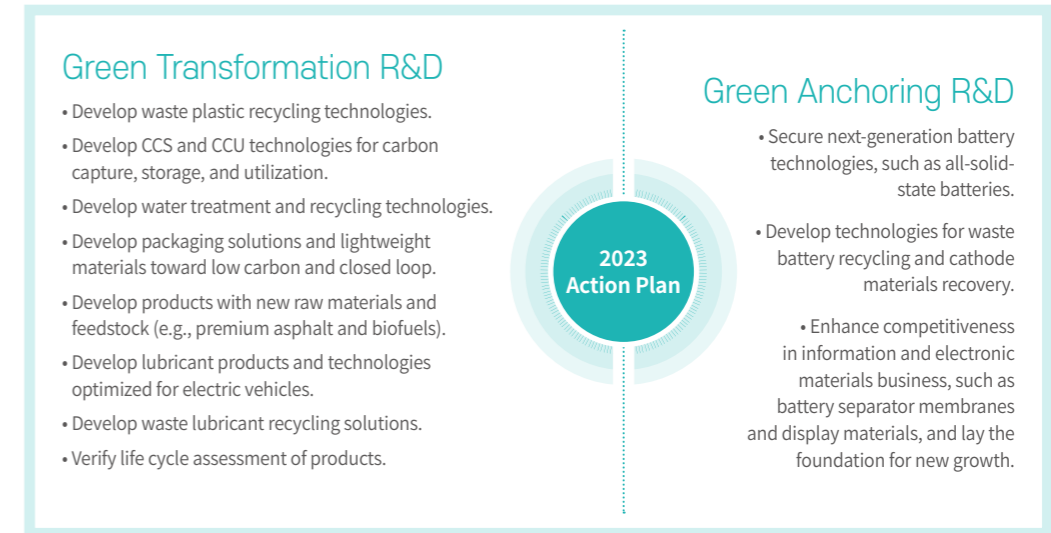 Green Transformation R&D
• Develop waste plastic recycling technologies.
• Develop CCS and CCU technologies for carbon
capture, storage, and utilization.
• Develop water treatment and recycling technologies.
• Develop packaging solutions and lightweight
materials toward low carbon and closed loop.
• Develop products with new raw materials and
feedstock (e.g., premium asphalt and biofuels).
• Develop lubricant products and technologies
optimized for electric vehicles.
• Develop waste lubricant recycling solutions.
• Verify life cycle assessment of products.
2023
Action Plan
Green Anchoring R&D
• Secure next-generation battery
technologies, such as all-solid-
state batteries.
• Develop technologies for waste
battery recycling and cathode
materials recovery.
• Enhance competitiveness
in information and electronic
materials business, such as
battery separator membranes
and display materials, and lay the
foundation for new growth.